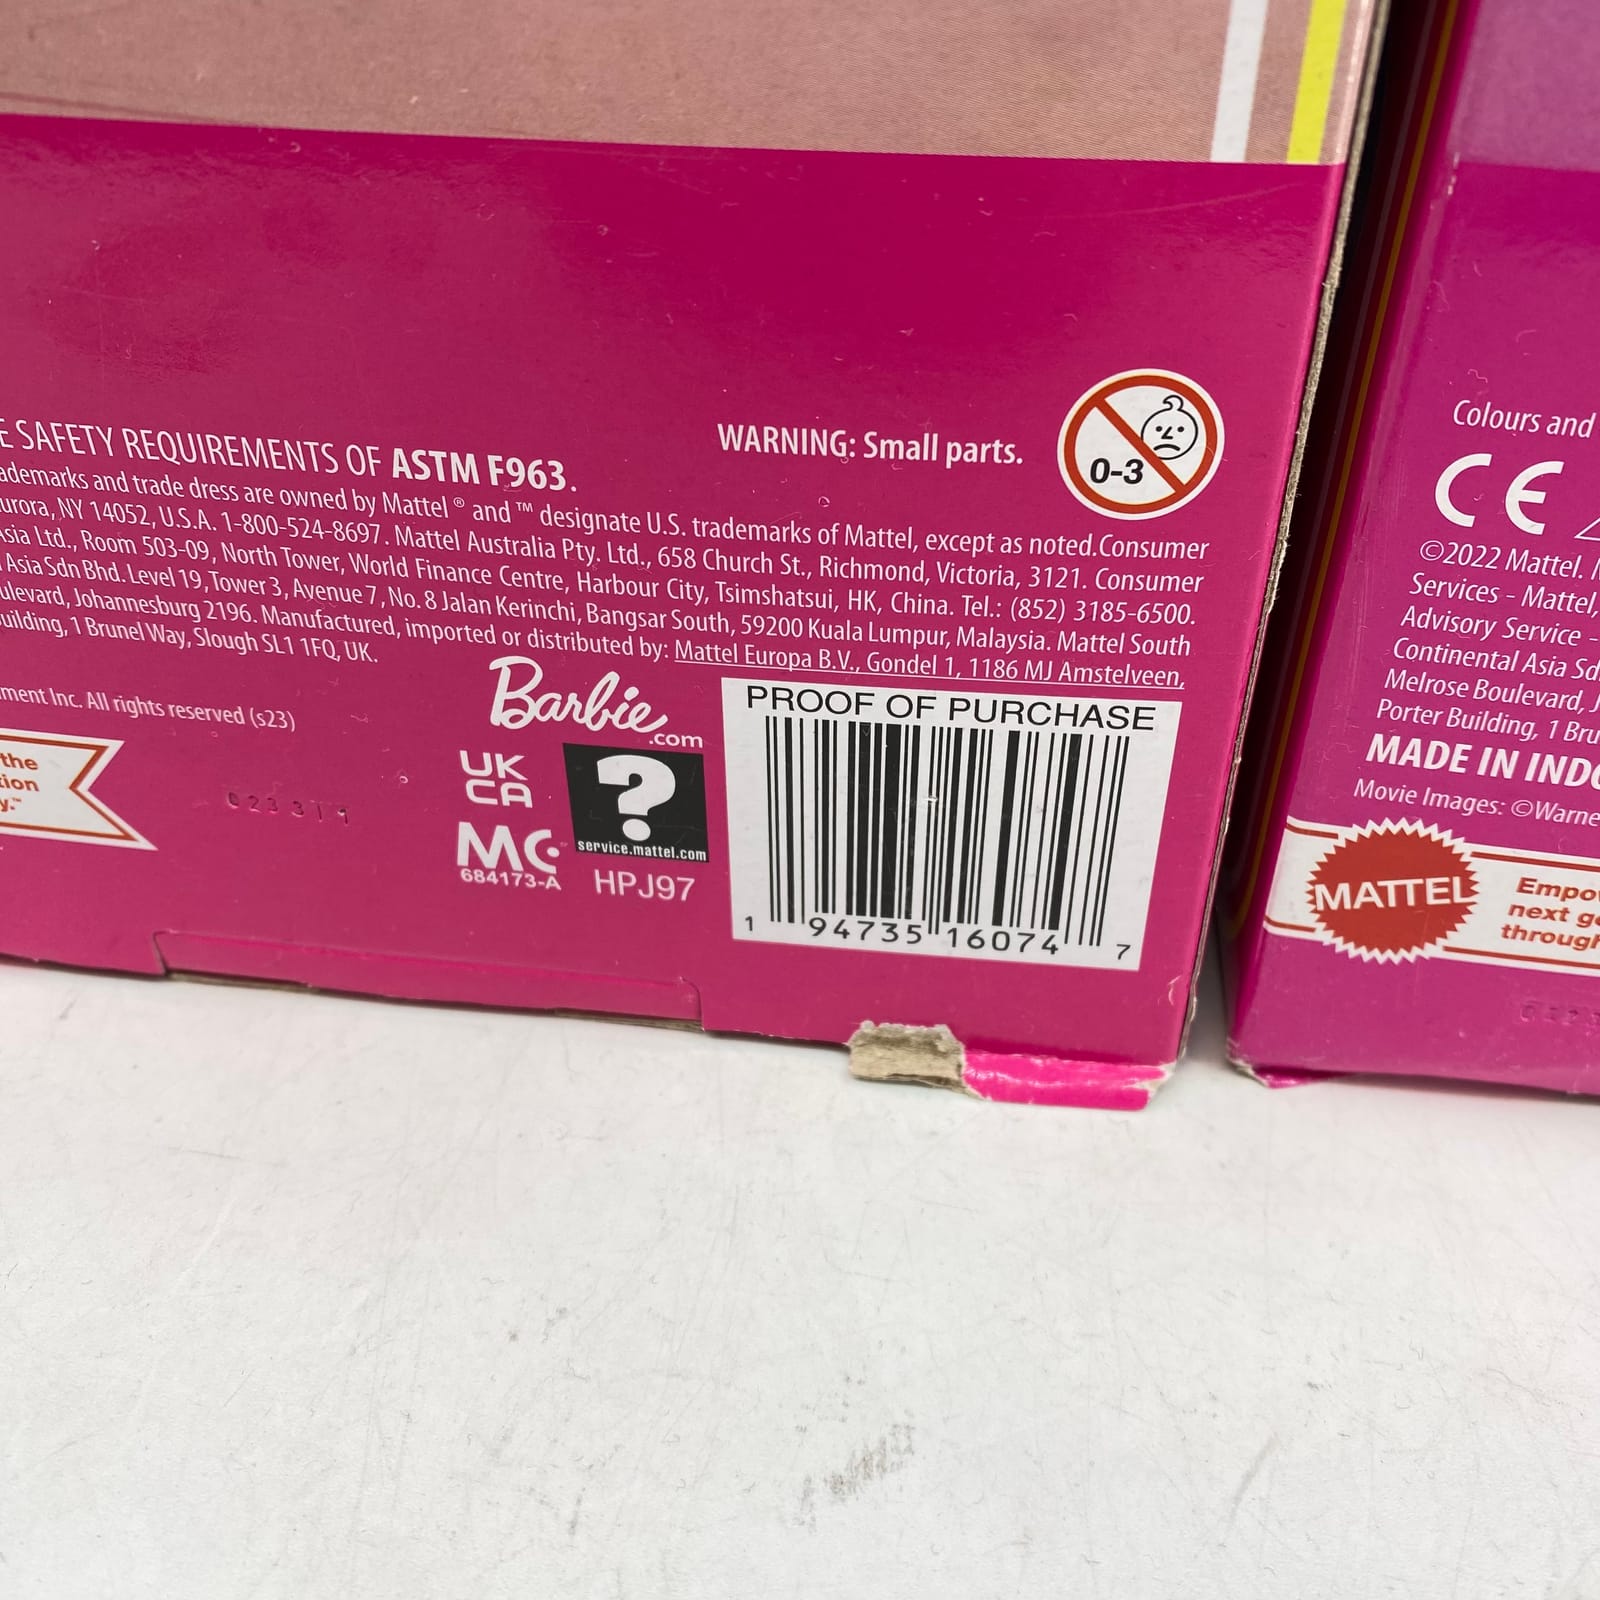 E SAFETY REQUIREMENTS OF ASTM F963.
WARNING: Small parts.
0-3
ademarks and trade dress are owned by Mattel ® and ™ designate U.S. trademarks of Mattel, except as noted.Consumer
urora, NY 14052, U.S.A. 1-800-524-8697. Mattel Australia Pty. Ltd., 658 Church St., Richmond, Victoria, 3121. Consumer
Asia Ltd., Room 503-09, North Tower, World Finance Centre, Harbour City, Tsimshatsui, HK, China. Tel.: (852) 3185-6500.
Asia Sdn Bhd. Level 19, Tower 3, Avenue 7, No. 8 Jalan Kerinchi, Bangsar South, 59200 Kuala Lumpur, Malaysia. Mattel South
ulevard, Johannesburg 2196. Manufactured, imported or distributed by: Mattel Europa B.V., Gondel 1, 1186 MJ Amstelveen,
uilding, 1 Brunel Way, Slough SL1 1FQ, UK.
ment Inc. All rights reserved (s23)
the
tion
y.™
Barbie
.com
UK
CA
?
service.mattel.com
MC
684173-A
HPJ97
PROOF OF PURCHASE
1 94735 16074 7
Colours and
CE
©2022 Mattel.
Services - Mattel,
Advisory Service -
Continental Asia Sd
Melrose Boulevard, J
Porter Building, 1 Bru
MADE IN INDO
Movie Images: ©Warne
MATTEL
Empo
next ge
through